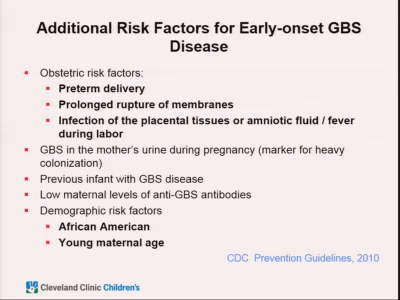 Additional Risk Factors for Early-onset GBS
Disease
Obstetric risk factors:
Preterm delivery
Prolonged rupture of membranes
Infection of the placental tissues or amniotic fluid / fever
during labor
GBS in the mother's urine during pregnancy (marker for heavy
colonization)
Previous infant with GBS disease
Low maternal levels of anti-GBS antibodies
Demographic risk factors
African American
Young maternal age
CDC Prevention Guidelines, 2010
Cleveland Clinic Children's